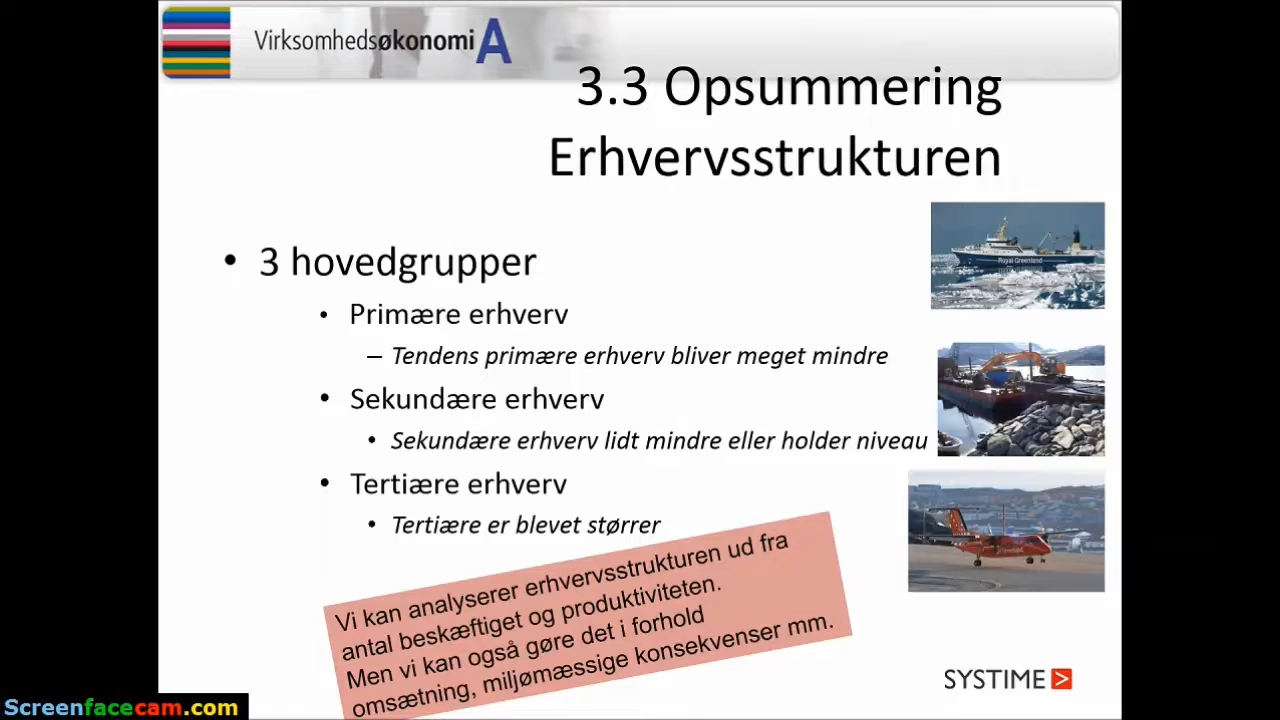 Virksomhedsøkonomi A
3.3 Opsummering
Erhvervsstrukturen
• 3 hovedgrupper
• Primære erhverv
– Tendens primære erhverv bliver meget mindre
• Sekundære erhverv
• Sekundære erhverv lidt mindre eller holder niveau
• Tertiære erhverv
• Tertiære er blevet størrer
Vi kan analyserer erhvervsstrukturen ud fra
antal beskæftiget og produktiviteten.
Men vi kan også gøre det i forhold
omsætning, miljømæssige konsekvenser mm.
Royal Greenland
SYSTIME >
Screenfacecam.com